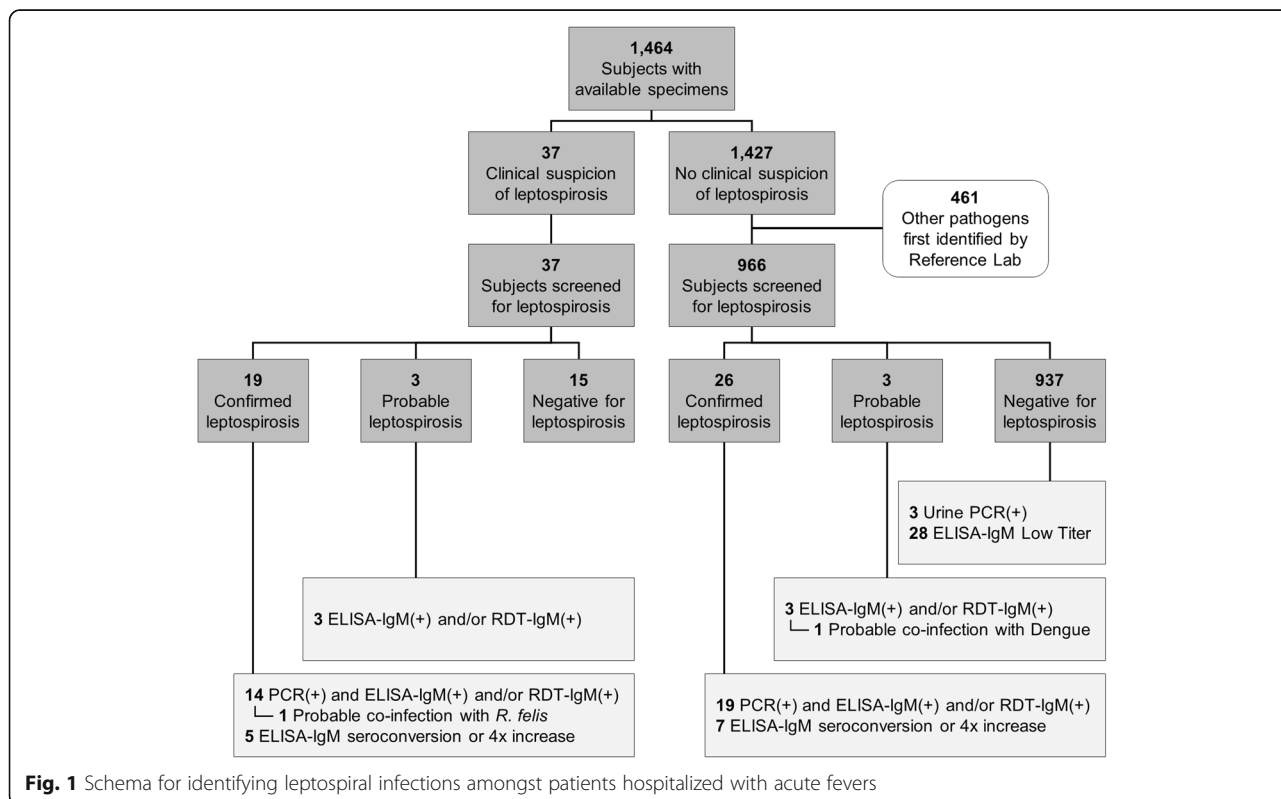 1,464
Subjects with
available specimens
37
Clinical suspicion
of leptospirosis
1,427
No clinical suspicion
of leptospirosis
461
Other pathogens
first identified by
Reference Lab
37
Subjects screened
for leptospirosis
966
Subjects screened
for leptospirosis
19
Confirmed
leptospirosis
3
Probable
leptospirosis
15
Negative for
leptospirosis
26
Confirmed
leptospirosis
3
Probable
leptospirosis
937
Negative for
leptospirosis
3 Urine PCR(+)
28 ELISA-IgM Low Titer
3 ELISA-IgM(+) and/or RDT-IgM(+)
3 ELISA-IgM(+) and/or RDT-IgM(+)
1 Probable co-infection with Dengue
14 PCR(+) and ELISA-IgM(+) and/or RDT-IgM(+)
1 Probable co-infection with R. felis
5 ELISA-IgM seroconversion or 4x increase
19 PCR(+) and ELISA-IgM(+) and/or RDT-IgM(+)
7 ELISA-IgM seroconversion or 4x increase
Fig. 1 Schema for identifying leptospiral infections amongst patients hospitalized with acute fevers